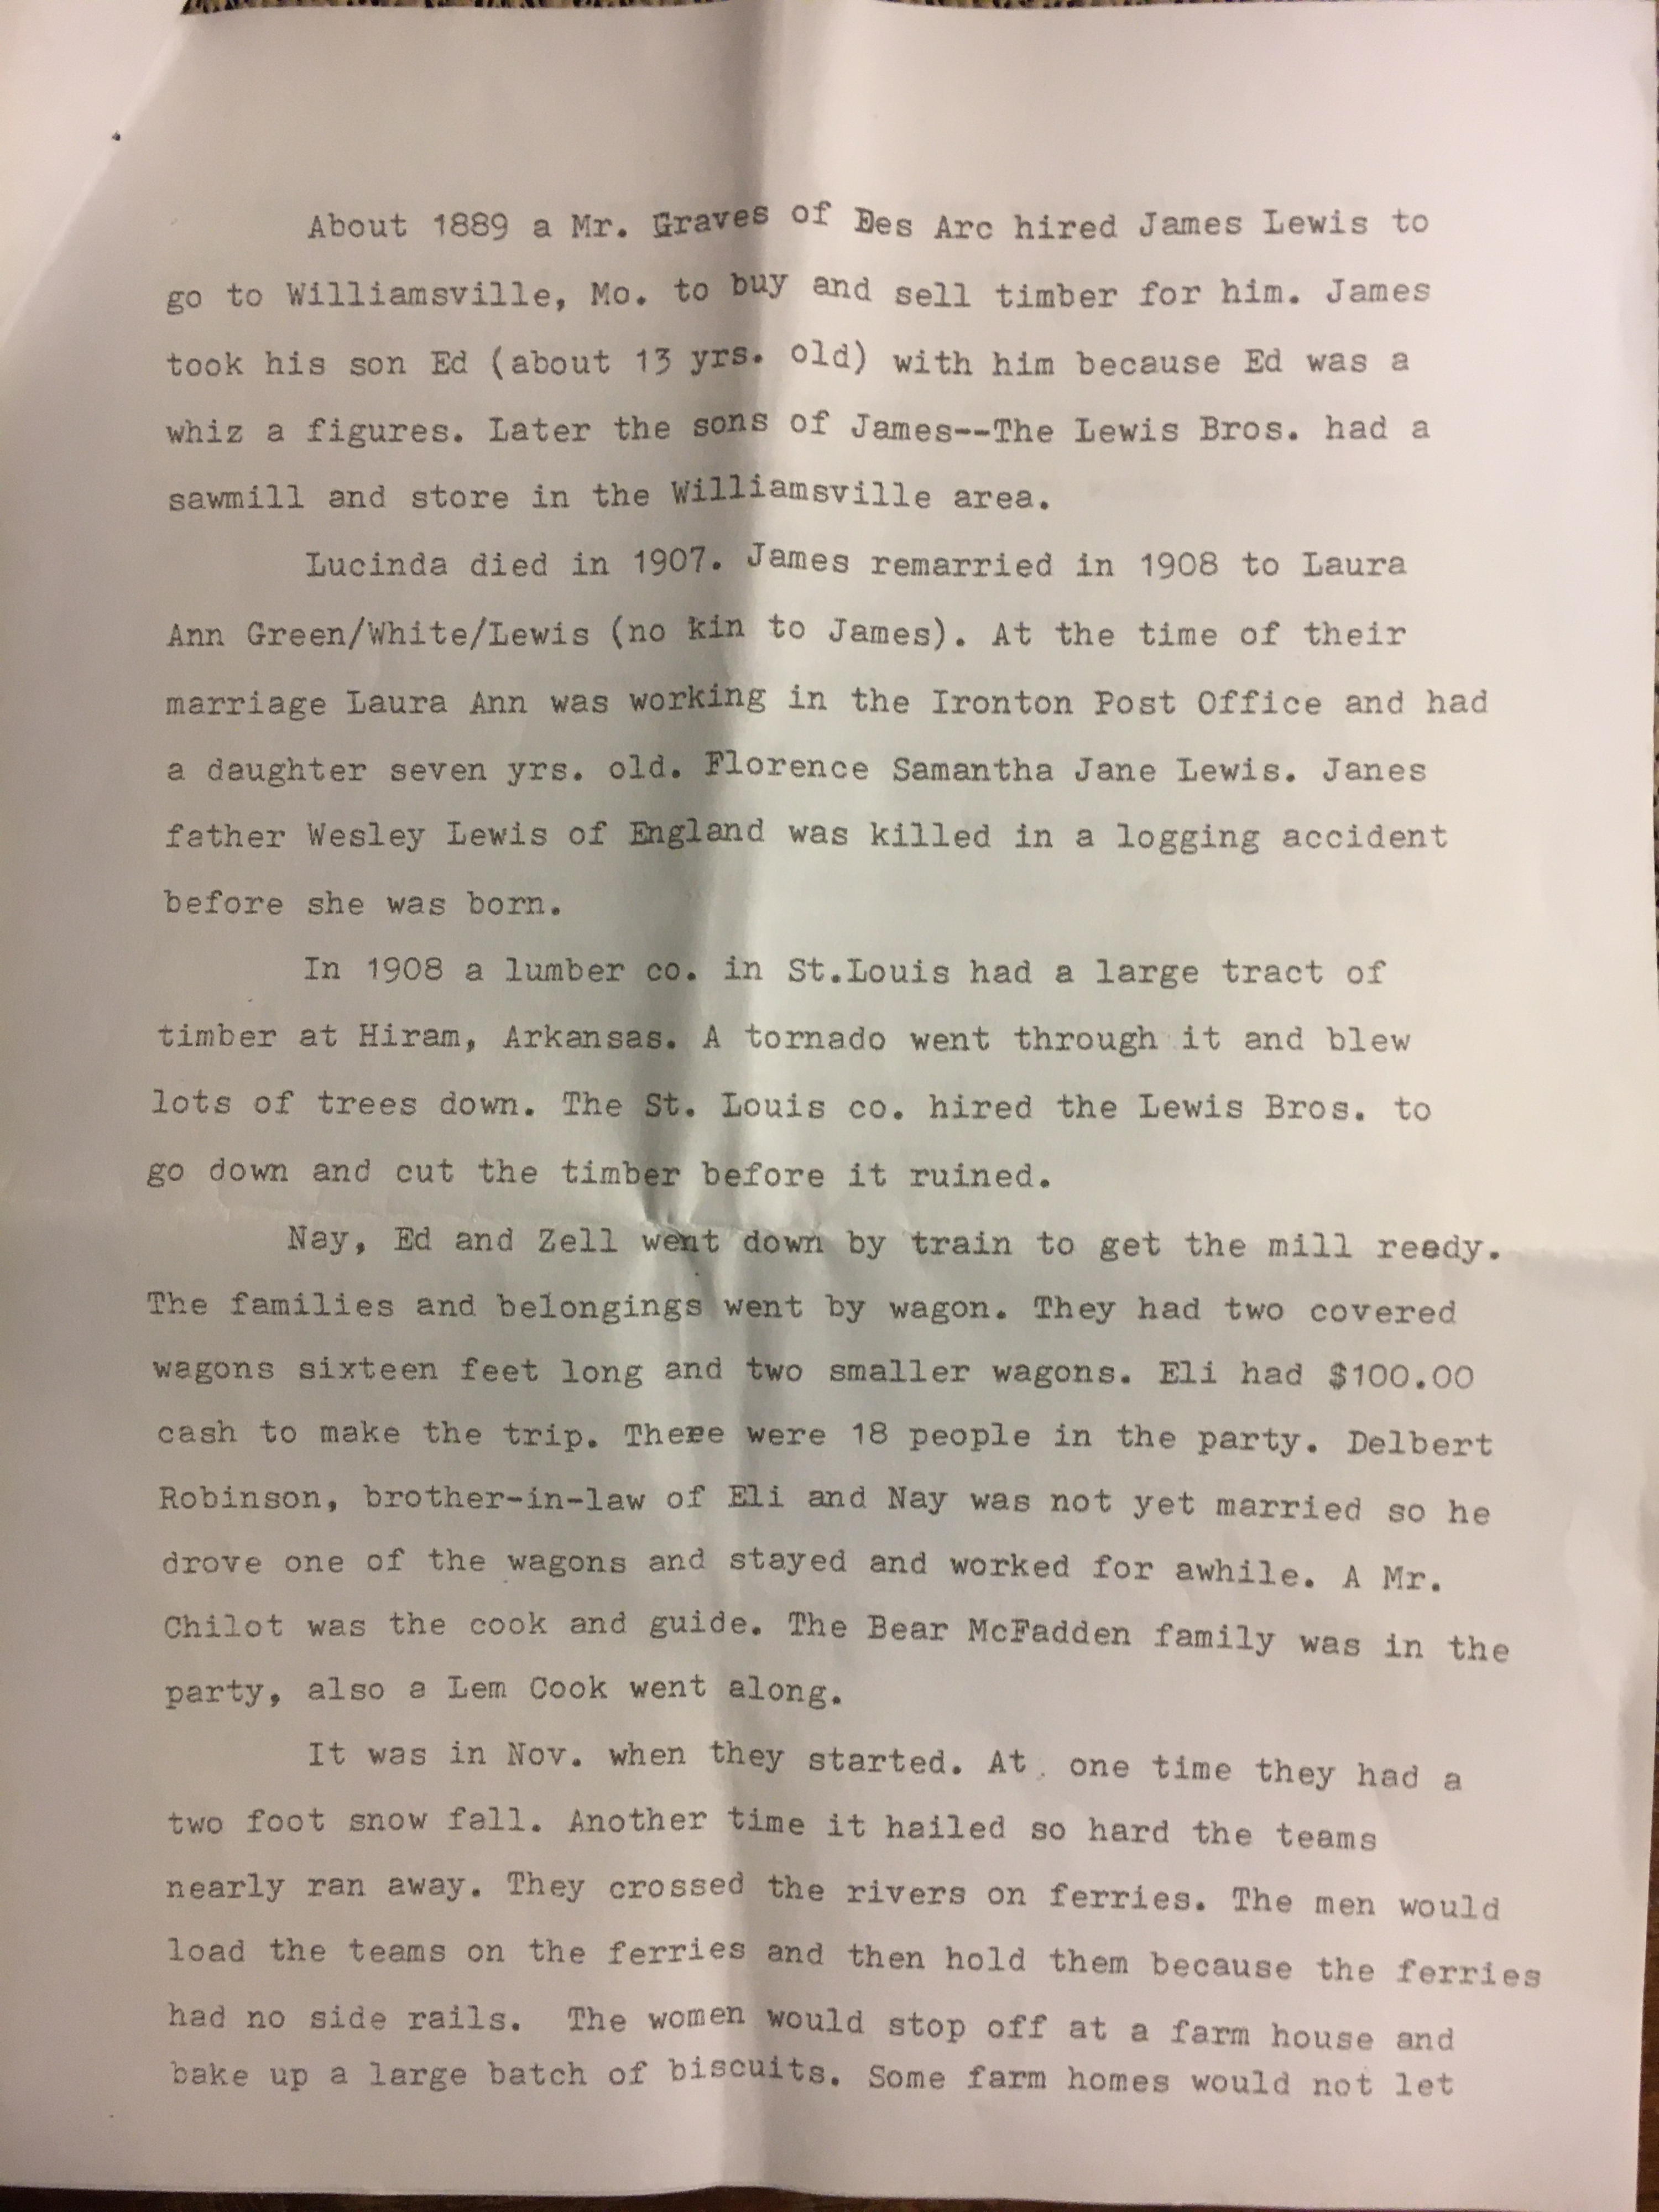 About 1889 a Mr. Graves of Des Arc hired James Lewis to
go to Williamsville, Mo. to buy and sell timber for him. James
took his son Ed (about 13 yrs. old) with him because Ed was a
whiz a figures. Later the sons of James--The Lewis Bros. had a
sawmill and store in the Williamsville area.
Lucinda died in 1907. James remarried in 1908 to Laura
Ann Green/White/Lewis (no kin to James). At the time of their
marriage Laura Ann was working in the Ironton Post Office and had
a daughter seven yrs. old. Florence Samantha Jane Lewis. Janes
father Wesley Lewis of England was killed in a logging accident
before she was born.
In 1908 a lumber co. in St.Louis had a large tract of
timber at Hiram, Arkansas. A tornado went through it and blew
lots of trees down. The St. Louis co. hired the Lewis Bros. to
go down and cut the timber before it ruined.
Nay, Ed and Zell went down by train to get the mill ready.
The families and belongings went by wagon. They had two covered
wagons sixteen feet long and two smaller wagons. Eli had $100.00
cash to make the trip. There were 18 people in the party. Delbert
Robinson, brother-in-law of Eli and Nay was not yet married so he
drove one of the wagons and stayed and worked for awhile. A Mr.
Chilot was the cook and guide. The Bear McFadden family was in the
party, also a Lem Cook went along.
It was in Nov. when they started. At one time they had a
two foot snow fall. Another time it hailed so hard the teams
nearly ran away. They crossed the rivers on ferries. The men would
load the teams on the ferries and then hold them because the ferries
had no side rails. The women would stop off at a farm house and
bake up a large batch of biscuits. Some farm homes would not let